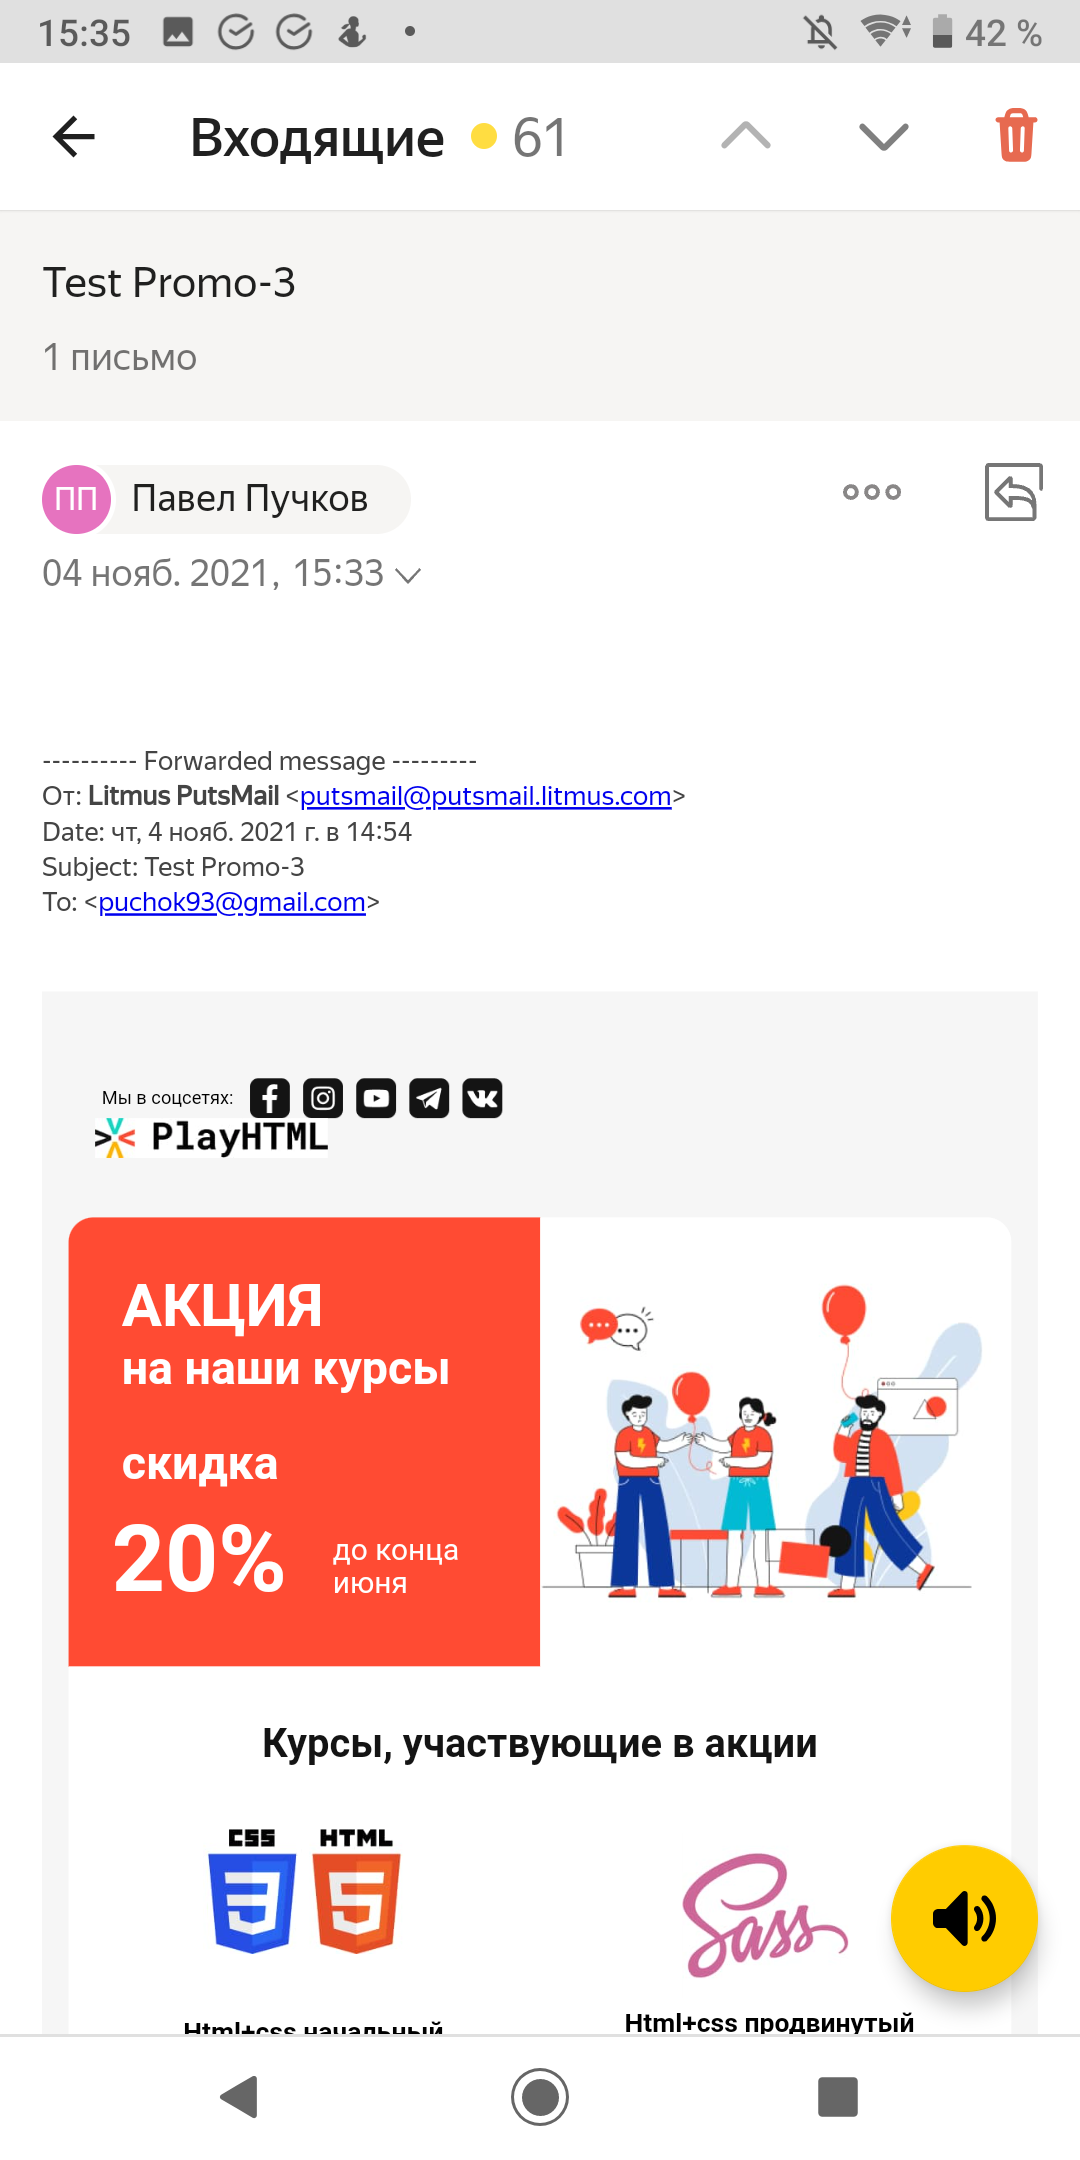 15:35
42 %
Входящие 61
Test Promo-3
1 письмо
ПП Павел Пучков
04 нояб. 2021, 15:33
---------- Forwarded message ---------
От: Litmus PutsMail <putsmail@putsmail.litmus.com>
Date: чт, 4 нояб. 2021 г. в 14:54
Subject: Test Promo-3
To: <puchok93@gmail.com>
Мы в соцсетях:
PlayHTML
АКЦИЯ
на наши курсы
скидка
20% до конца
июня
Курсы, участвующие в акции
CSS HTML
Sass
Html+css начальный
Html+css продвинутый